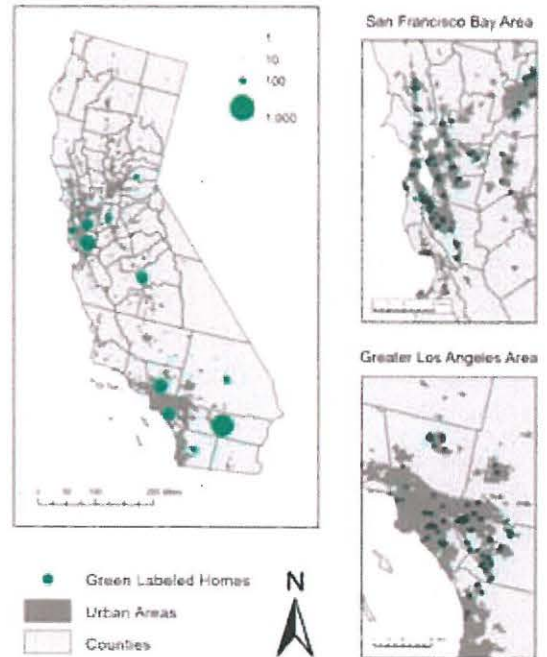 1
10
100
1,000
San Francisco Bay Area
Greater Los Angeles Area
Green Labeled Homes
Urban Areas
Counties
N